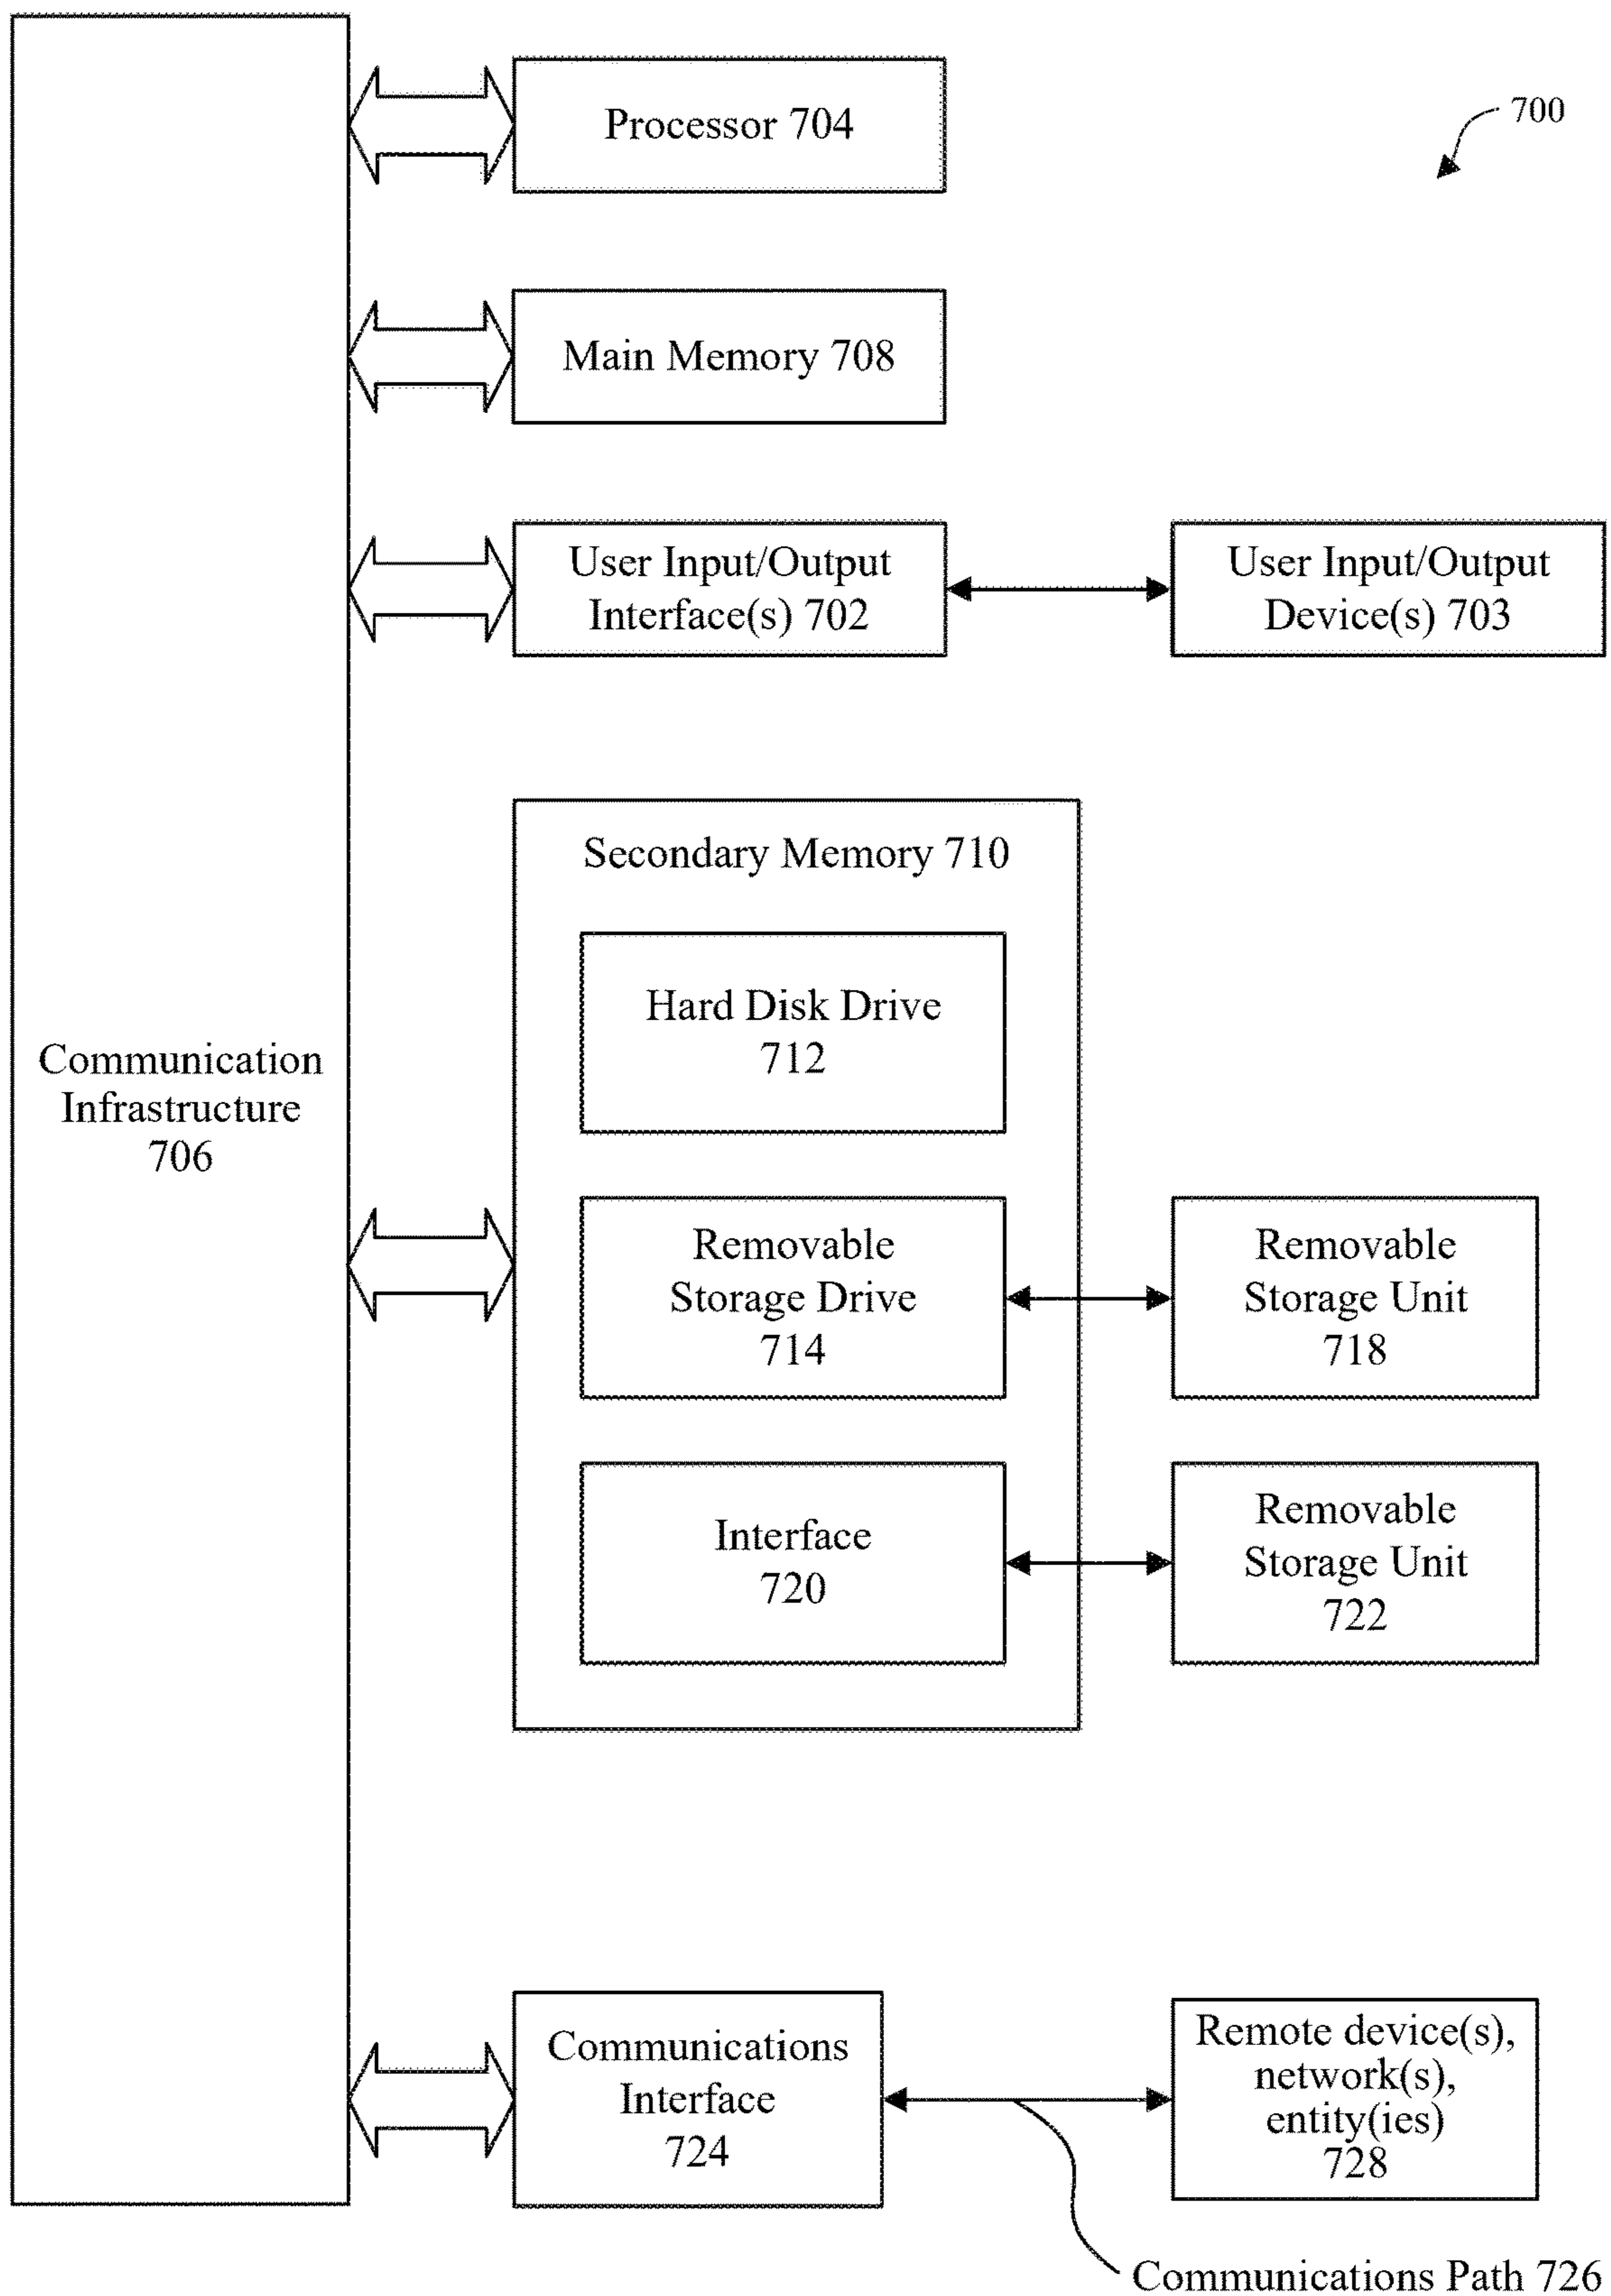 Processor 704
700
Main Memory 708
User Input/Output
Interface(s) 702
User Input/Output
Device(s) 703
Secondary Memory 710
Hard Disk Drive
712
Communication
Infrastructure
706
Removable
Storage Drive
714
Removable
Storage Unit
718
Interface
720
Removable
Storage Unit
722
Communications
Interface
724
Remote device(s),
network(s),
entity(ies)
728
Communications Path 726